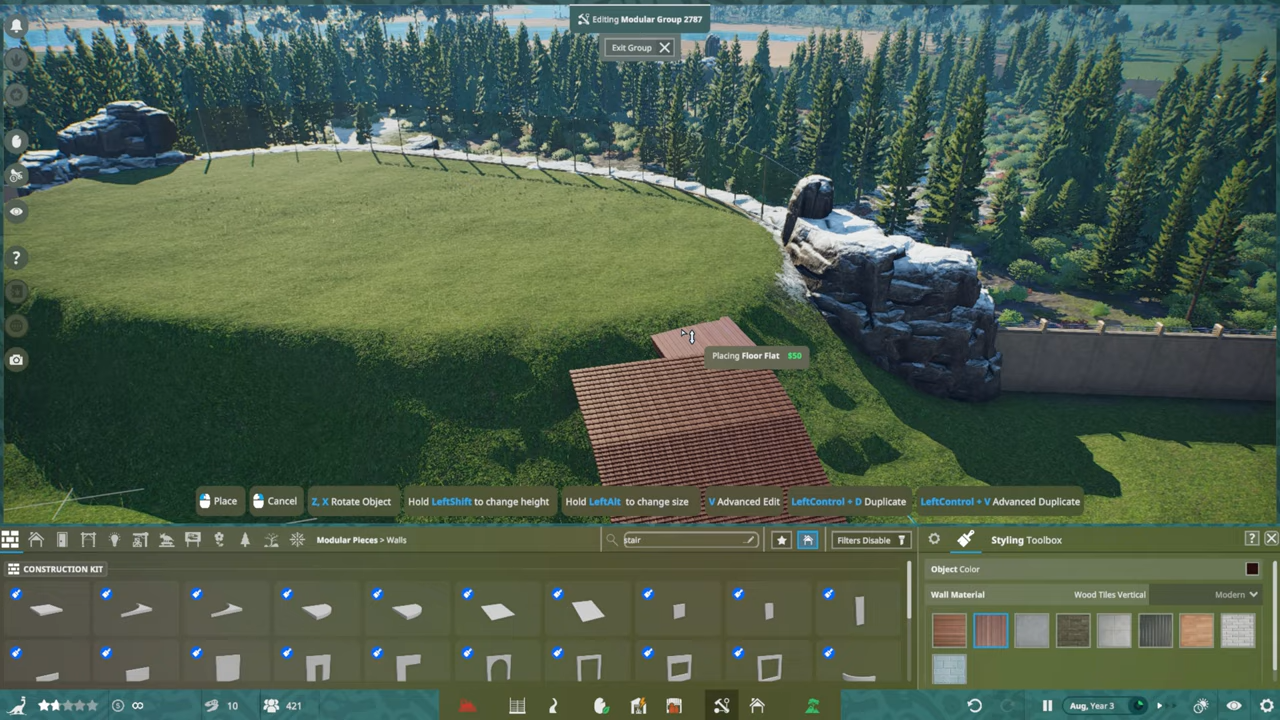 Editing Modular Group 2787
Exit Group
?
Placing Floor Flat $50
Place Cancel Z, X Rotate Object Hold LeftShift to change height Hold LeftAlt to change size V Advanced Edit LeftControl + D Duplicate LeftControl + V Advanced Duplicate
Modular Pieces > Walls
stair
Filters Disable
Styling Toolbox
?
CONSTRUCTION KIT
Object Color
Wall Material Wood Tiles Vertical Modern
10 421
Aug, Year 3